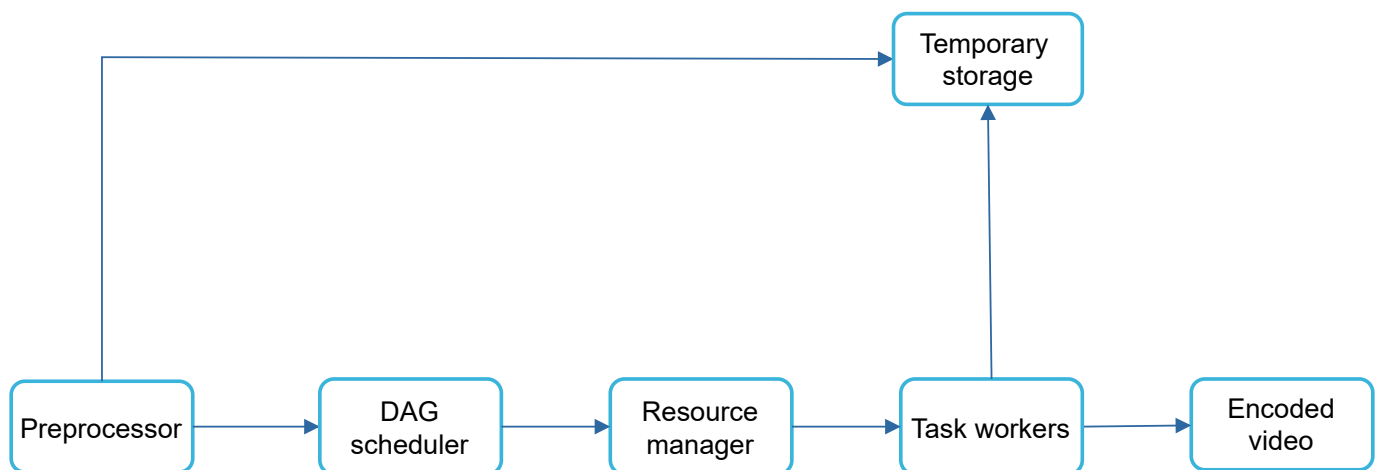 Temporary
storage
Preprocessor
DAG
scheduler
Resource
manager
Task workers
Encoded
video